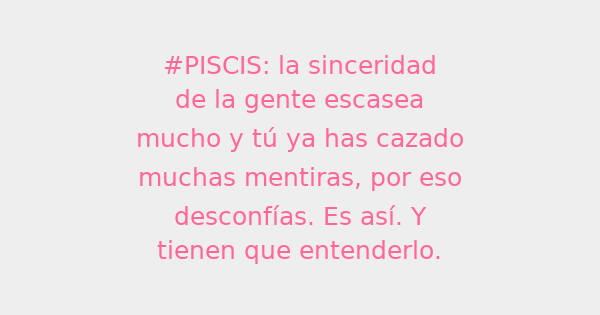 #PISCIS: la sinceridad
de la gente escasea
mucho y tú ya has cazado
muchas mentiras, por eso
desconfías. Es así. Y
tienen que entenderlo.